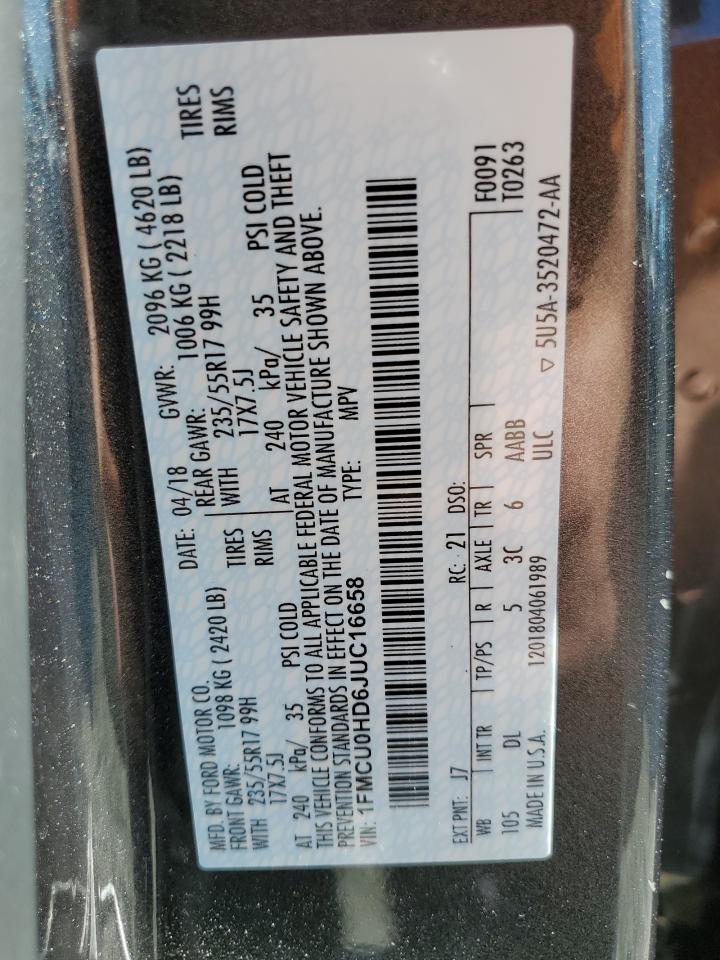 MFD. BY FORD MOTOR CO. DATE: 04/18 GVWR: 2096 KG ( 4620 LB)
FRONT GAWR: 1098 KG ( 2420 LB) REAR GAWR: 1006 KG ( 2218 LB)
WITH 235/55R17 99H TIRES WITH 235/55R17 99H TIRES
17X7.5J RIMS 17X7.5J RIMS
AT 240 kPa/ 35 PSI COLD AT 240 kPa/ 35 PSI COLD
THIS VEHICLE CONFORMS TO ALL APPLICABLE FEDERAL MOTOR VEHICLE SAFETY AND THEFT
PREVENTION STANDARDS IN EFFECT ON THE DATE OF MANUFACTURE SHOWN ABOVE.
VIN: 1FMCU0HD6JUC16658 TYPE: MPV
EXT PNT: J7 RC: 21 DSO: F0091
WB INT TR TP/PS R AXLE TR SPR T0263
105 DL 5 3C 6 AABB
MADE IN U.S.A. 1201804061989 ULC ▽ 5U5A-3520472-AA